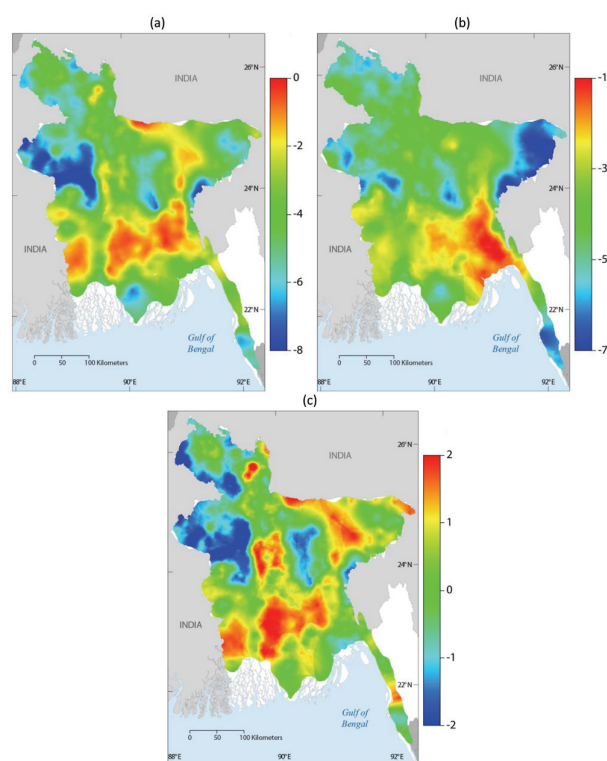 (a)
INDIA
26°N
0
-2
24°N
-4
INDIA
-6
22°N
Gulf of
Bengal
0 50 100 Kilometers
-8
88°E
90°E
92°E
(b)
INDIA
26°N
-1
-3
24°N
INDIA
-5
22°N
Gulf of
Bengal
0 50 100 Kilometers
-7
88°E
90°E
92°E
(c)
INDIA
26°N
2
1
24°N
0
INDIA
-1
22°N
Gulf of
Bengal
0 50 100 Kilometers
-2
88°E
90°E
92°E